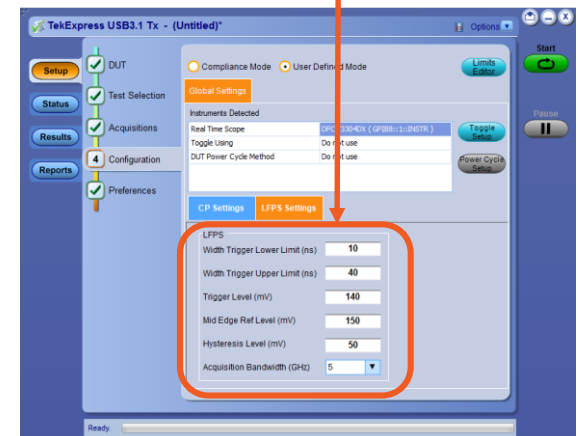 TekExpress USB3.1 Tx - (Untitled)*
Options
Setup
Status
Results
Reports
DUT
Test Selection
Acquisitions
4 Configuration
Preferences
Compliance Mode User Defined Mode
Limits
Editor
Global Settings
Instruments Detected
Real Time Scope
Toggle Using Do not use
DUT Power Cycle Method Do not use
Toggle
Setup
Power Cycle
Setup
CP Settings LFPS Settings
LFPS
Width Trigger Lower Limit (ns) 10
Width Trigger Upper Limit (ns) 40
Trigger Level (mV) 140
Mid Edge Ref Level (mV) 150
Hysteresis Level (mV) 50
Acquisition Bandwidth (GHz) 5
Start
Pause
Ready.